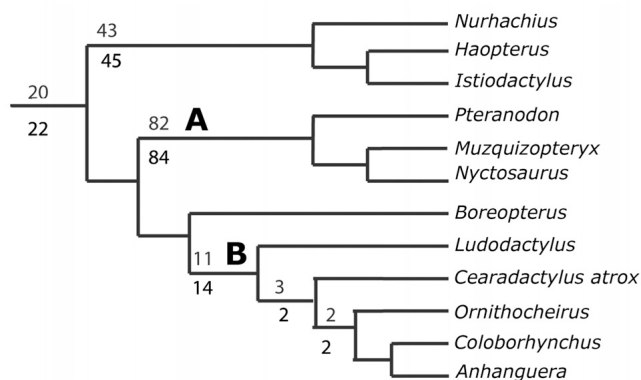 Nurhachius
43
Haopterus
45
Istiodactylus
20
Pteranodon
82 A
22
Muzquizopteryx
84
Nyctosaurus
Boreopterus
Ludodactylus
11 B
Cearadactylus atrox
14
3
2
Ornithocheirus
2
2
Coloborhynchus
Anhanguera